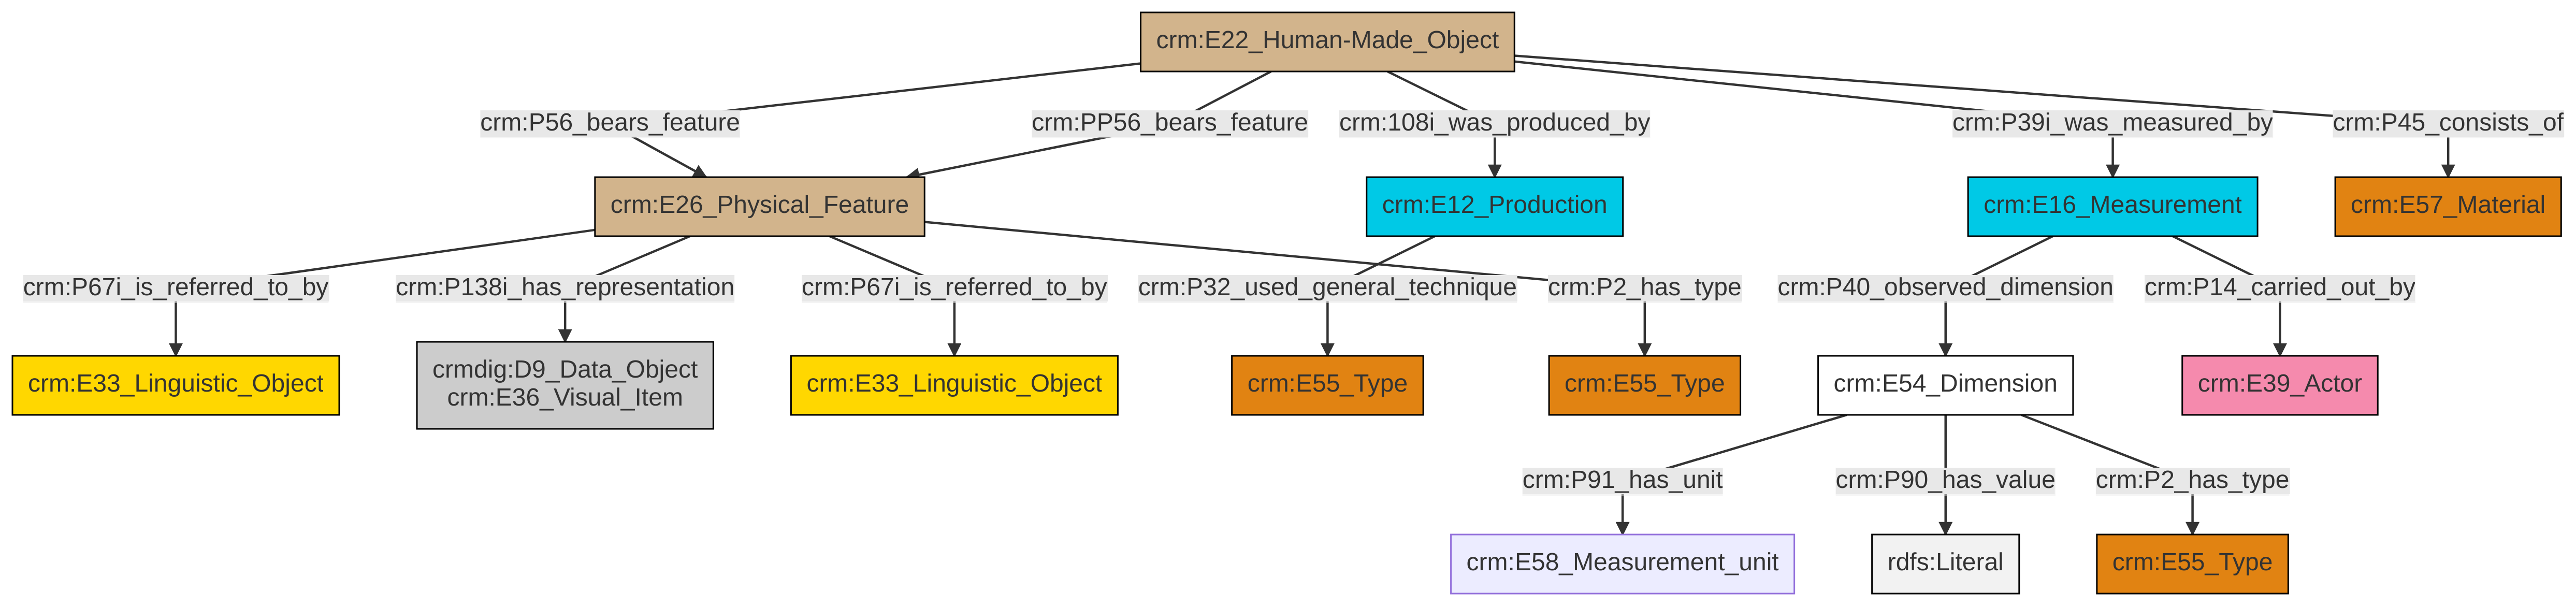 crm:E22_Human-Made_Object
crm:P56_bears_feature
crm:PP56_bears_feature
crm:108i_was_produced_by
crm:P39i_was_measured_by
crm:P45_consists_of
crm:E26_Physical_Feature
crm:E12_Production
crm:E16_Measurement
crm:E57_Material
crm:P67i_is_referred_to_by
crm:P138i_has_representation
crm:P67i_is_referred_to_by
crm:P32_used_general_technique
crm:P2_has_type
crm:P40_observed_dimension
crm:P14_carried_out_by
crm:E33_Linguistic_Object
crmdig:D9_Data_Object
crm:E36_Visual_Item
crm:E33_Linguistic_Object
crm:E55_Type
crm:E55_Type
crm:E54_Dimension
crm:E39_Actor
crm:P91_has_unit
crm:P90_has_value
crm:P2_has_type
crm:E58_Measurement_unit
rdfs:Literal
crm:E55_Type